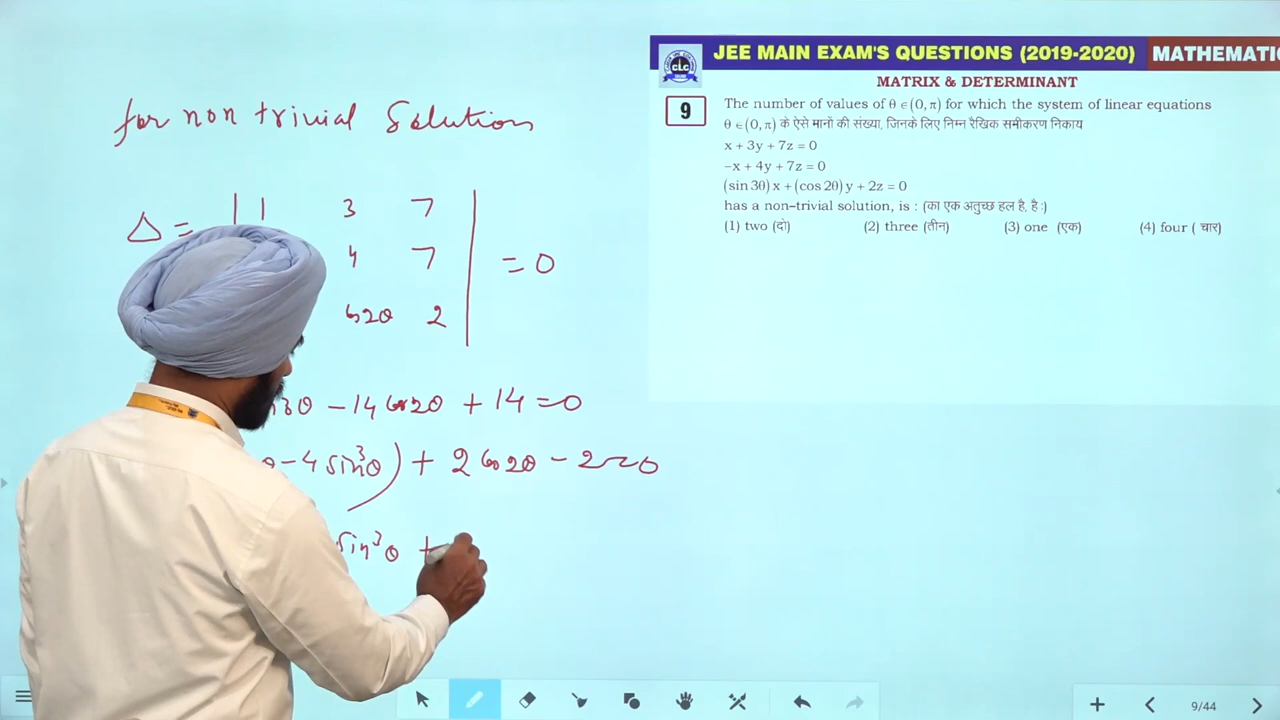 for non trivial Solution
Δ = | 1 3 7 |
4 7 = 0
cos2θ 2
3θ - 14 cos2θ + 14 = 0
θ - 4 sin³θ) + 2 cos2θ - 2 = 0
sin³θ +
JEE MAIN EXAM'S QUESTIONS (2019-2020) MATHEMATIC
CLC
MATRIX & DETERMINANT
9 The number of values of θ ∈ (0, π) for which the system of linear equations
θ ∈ (0, π) के ऐसे मानों की संख्या, जिनके लिए निम्न रैखिक समीकरण निकाय
x + 3y + 7z = 0
−x + 4y + 7z = 0
(sin 3θ) x + (cos 2θ) y + 2z = 0
has a non-trivial solution, is : (का एक अतुच्छ हल है, है :)
(1) two (दो) (2) three (तीन) (3) one (एक) (4) four ( चार)
9/44